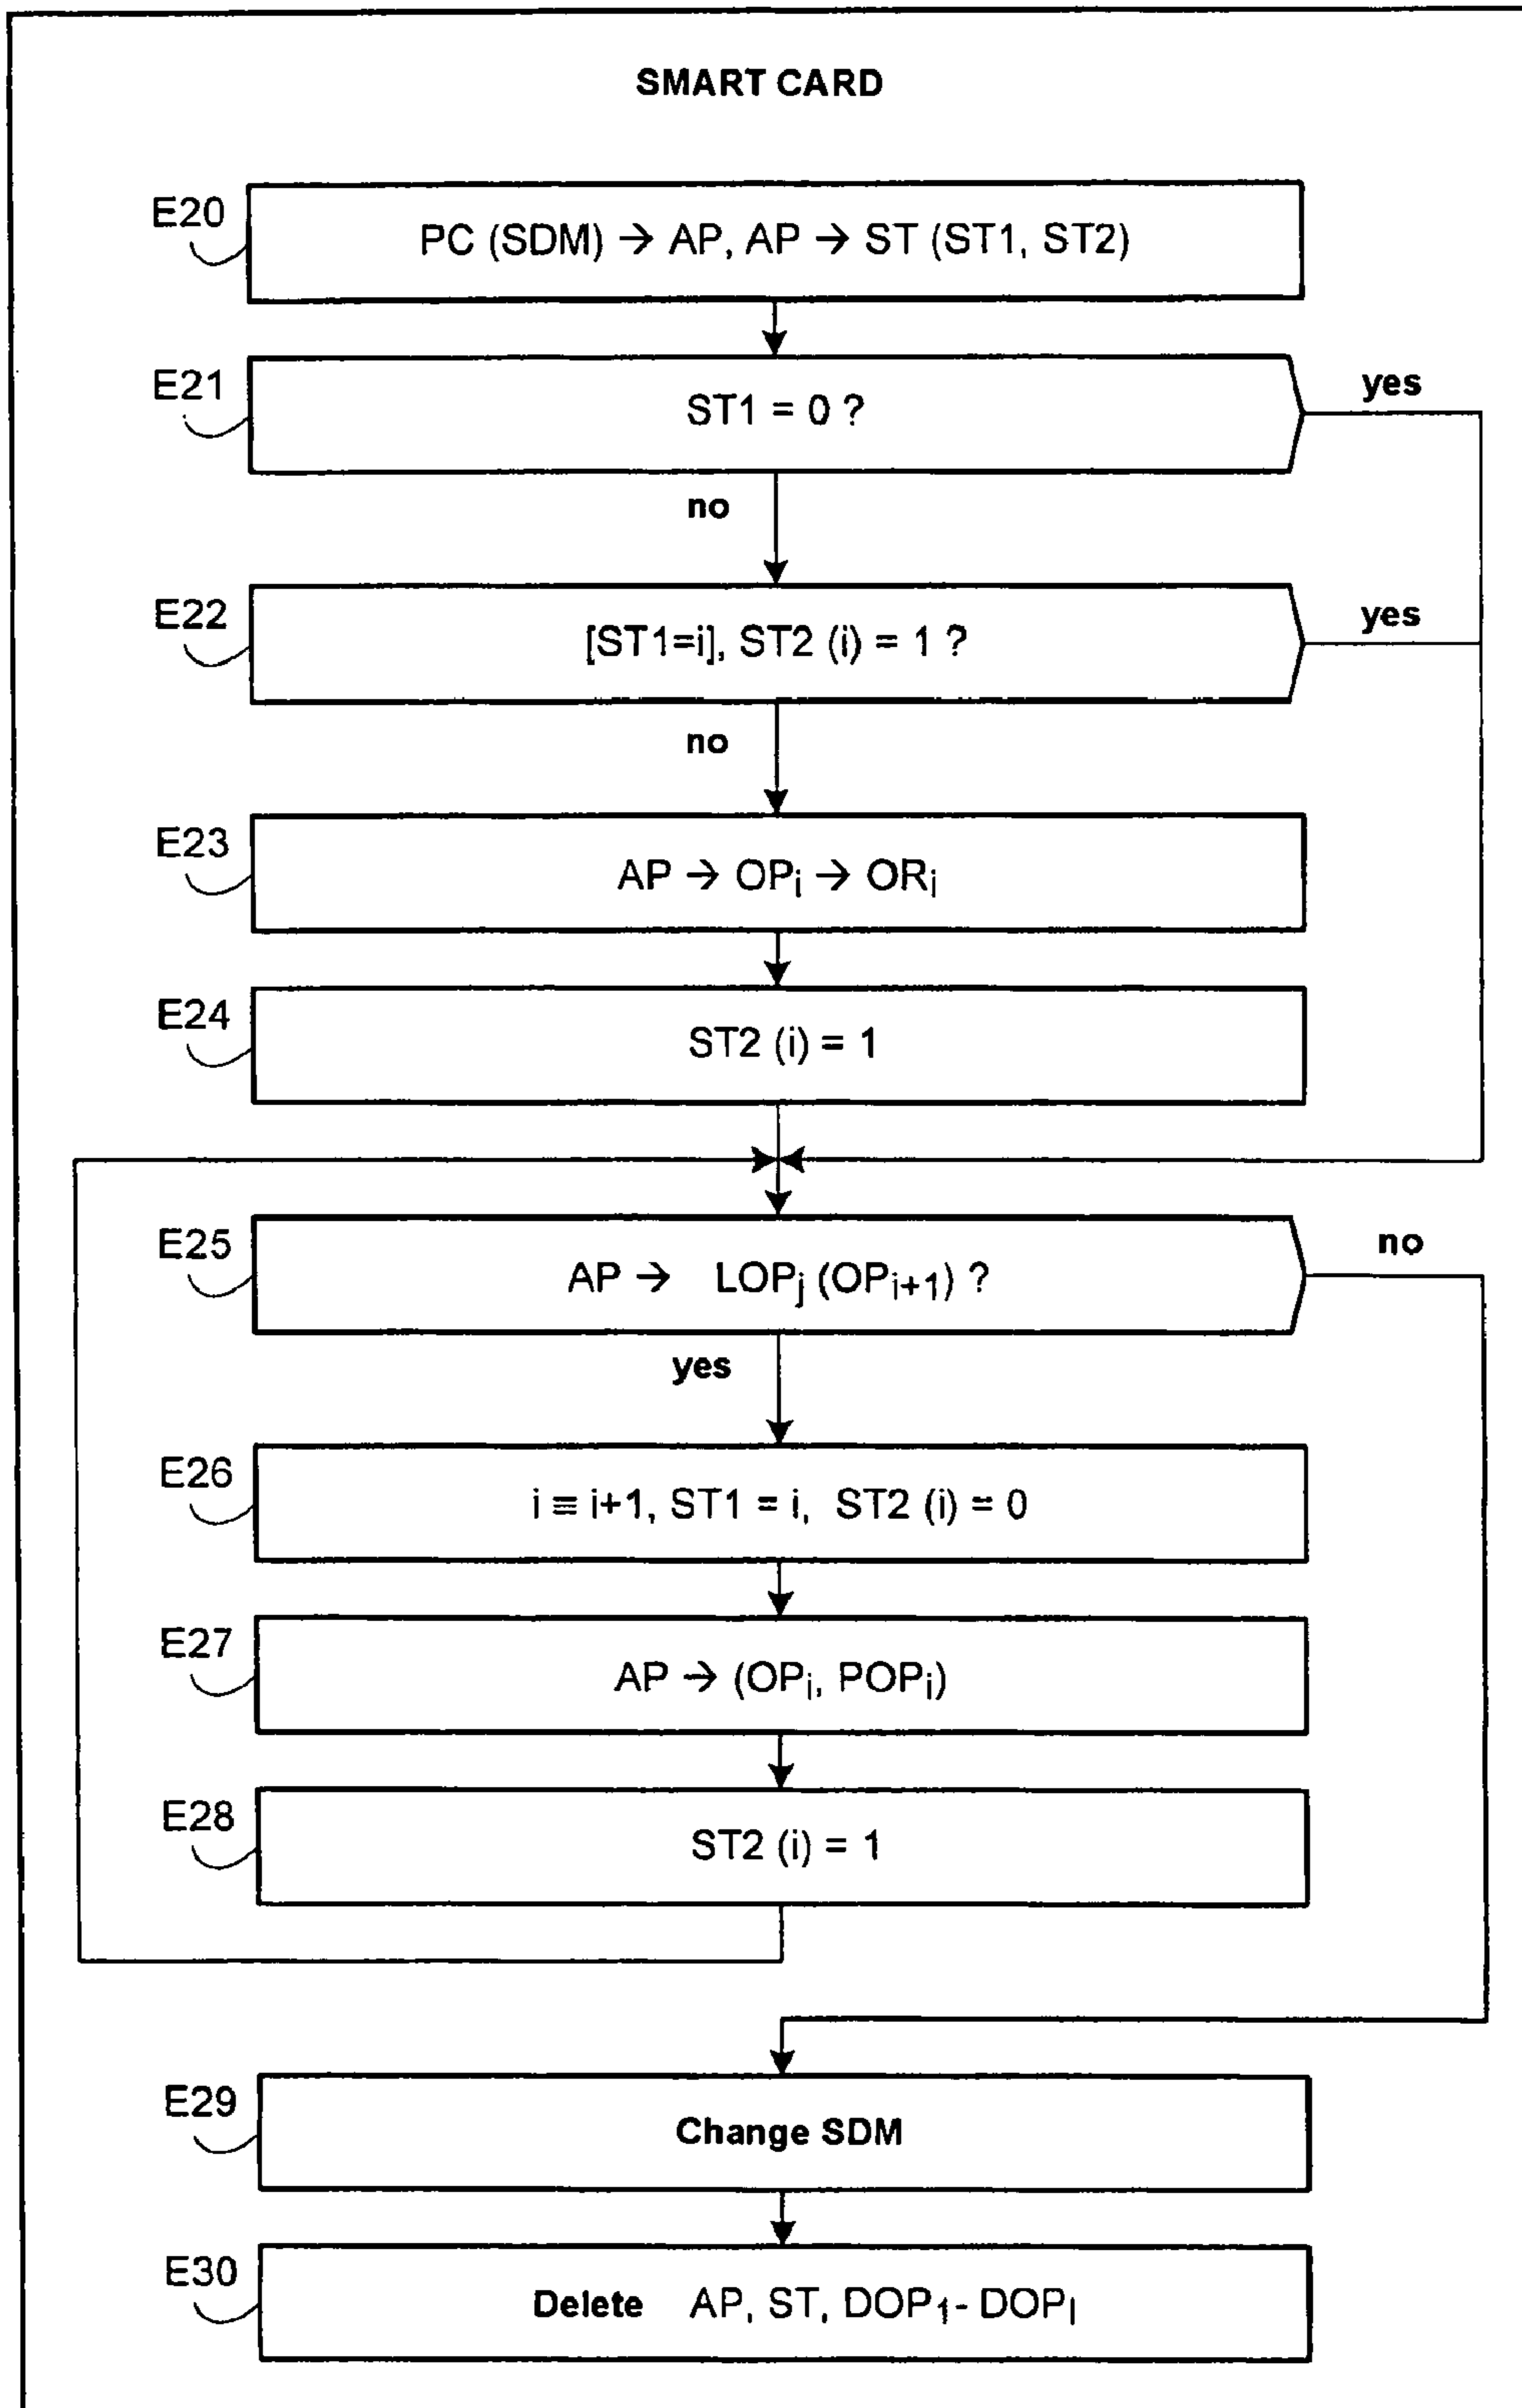 SMART CARD
E20
PC (SDM) → AP, AP → ST (ST1, ST2)
E21
ST1 = 0 ?
yes
no
E22
[ST1=i], ST2 (i) = 1 ?
yes
no
E23
AP → OPi → ORi
E24
ST2 (i) = 1
E25
AP → LOPj (OPi+1) ?
no
yes
E26
i ≡ i+1, ST1 = i, ST2 (i) = 0
E27
AP → (OPi, POPi)
E28
ST2 (i) = 1
E29
Change SDM
E30
Delete AP, ST, DOP1- DOPI